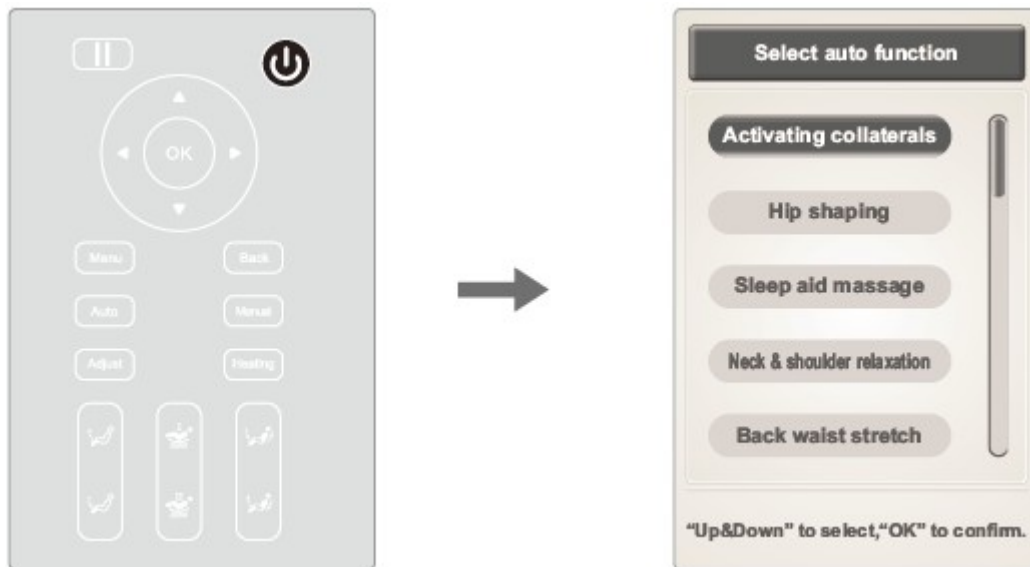 OK
Menu
Back
Auto
Manual
Adjust
Heating
Select auto function
Activating collaterals
Hip shaping
Sleep aid massage
Neck & shoulder relaxation
Back waist stretch
“Up&Down” to select,“OK” to confirm.